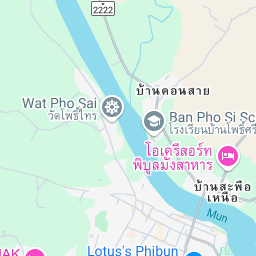 2222
บ้านคอนสาย
Wat Pho Sai
วัดโพธิ์ไทร
Ban Pho Si Sc
โรงเรียนบ้านโพธิ์ศรี
โอเครีสอร์ท
พิบูลมังสาหาร
บ้านสะพือ
เหนือ
Mun
Lotus's Phibun
AK